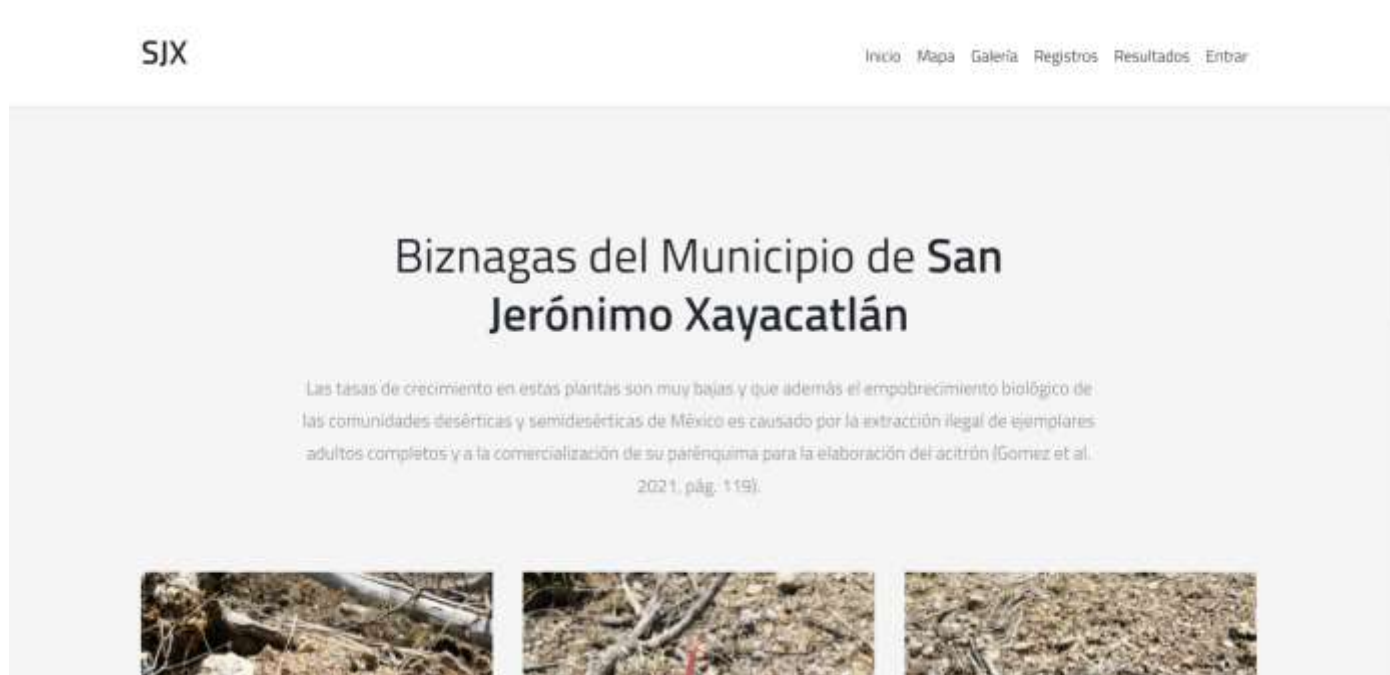 SJX
Inicio Mapa Galería Registros Resultados Entrar
Biznagas del Municipio de San
Jerónimo Xayacatlán
Las tasas de crecimiento en estas plantas son muy bajas y que además el empobrecimiento biológico de
las comunidades desérticas y semidesérticas de México es causado por la extracción ilegal de ejemplares
adultos completos y a la comercialización de su parénquima para la elaboración del acitrón (Gomez et al.
2021, pág. 119).